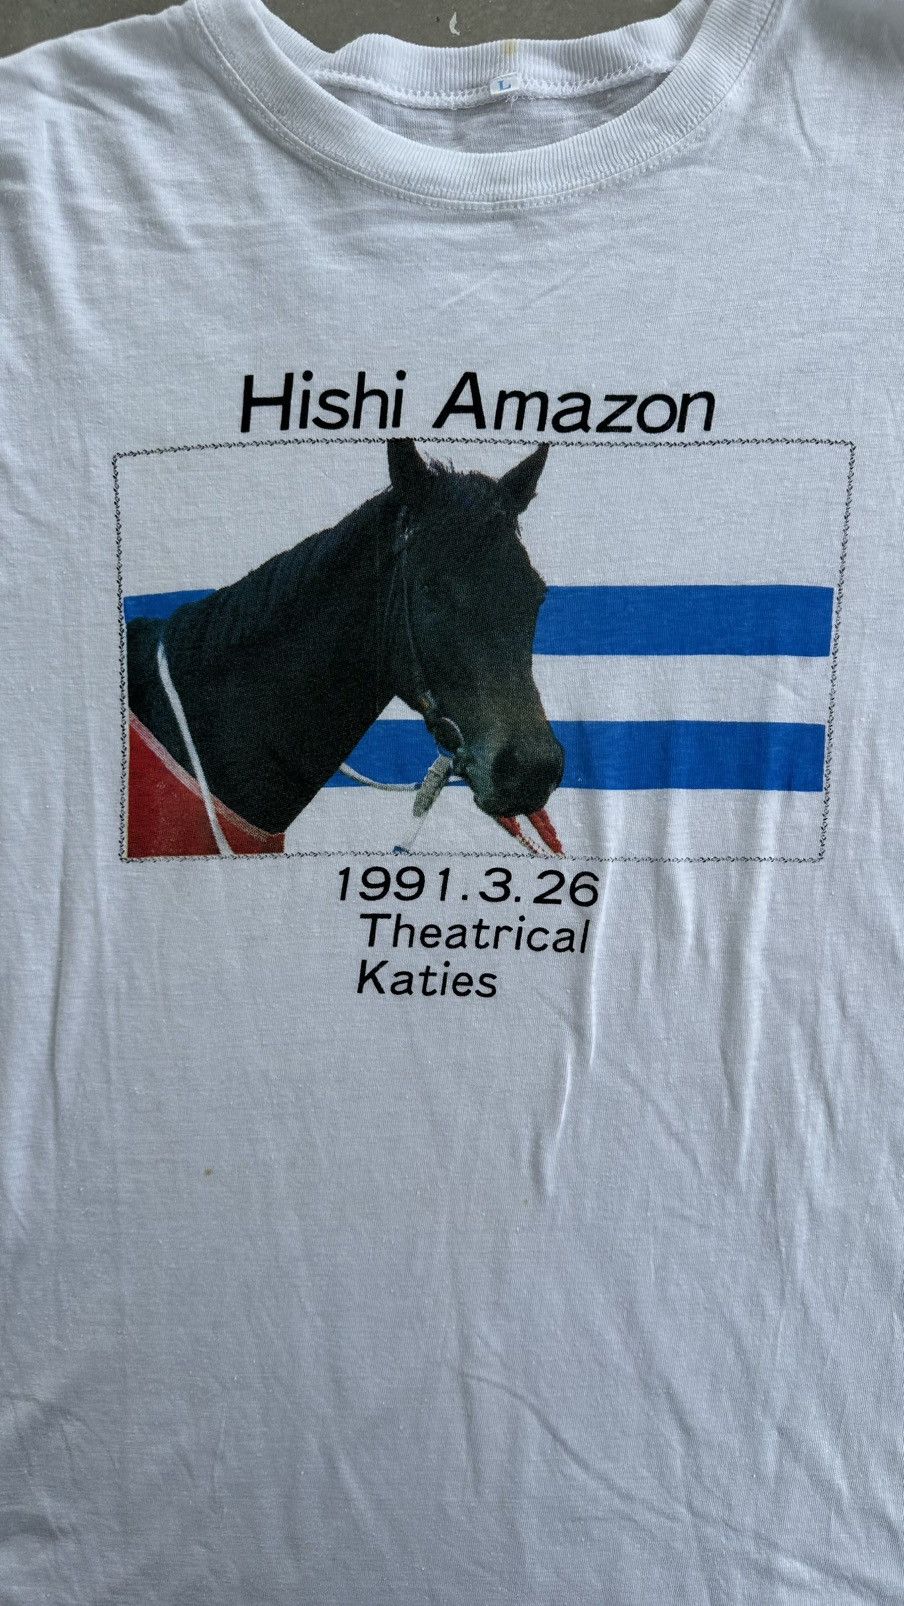 L
Hishi Amazon
1991.3.26
Theatrical
Katies